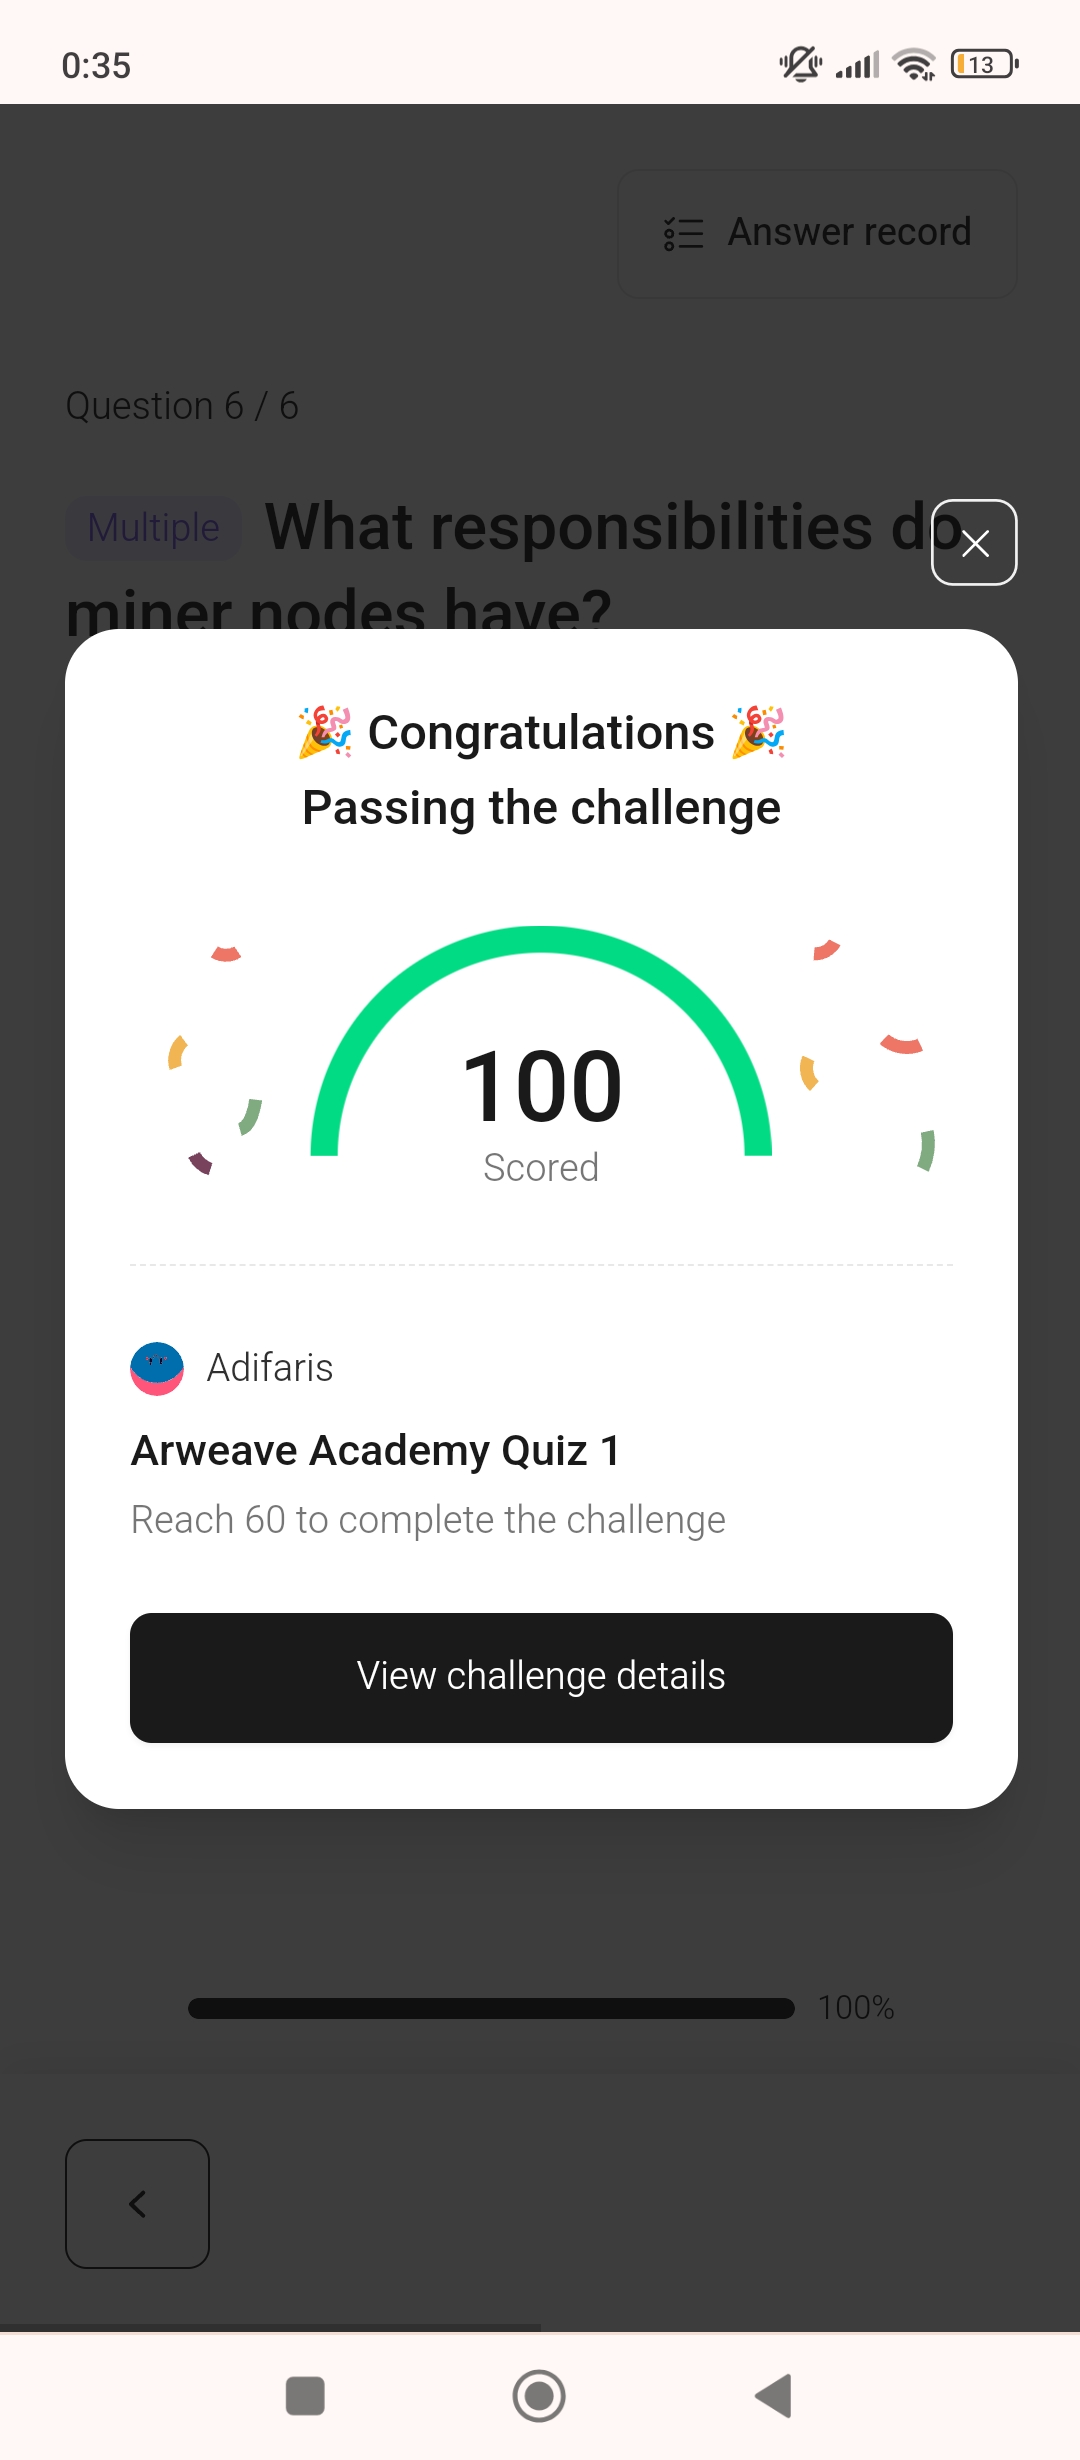 0:35
13
Answer record
Question 6 / 6
Multiple What responsibilities do
miner nodes have?
🎉 Congratulations 🎉
Passing the challenge
100
Scored
Adifaris
Arweave Academy Quiz 1
Reach 60 to complete the challenge
View challenge details
100%